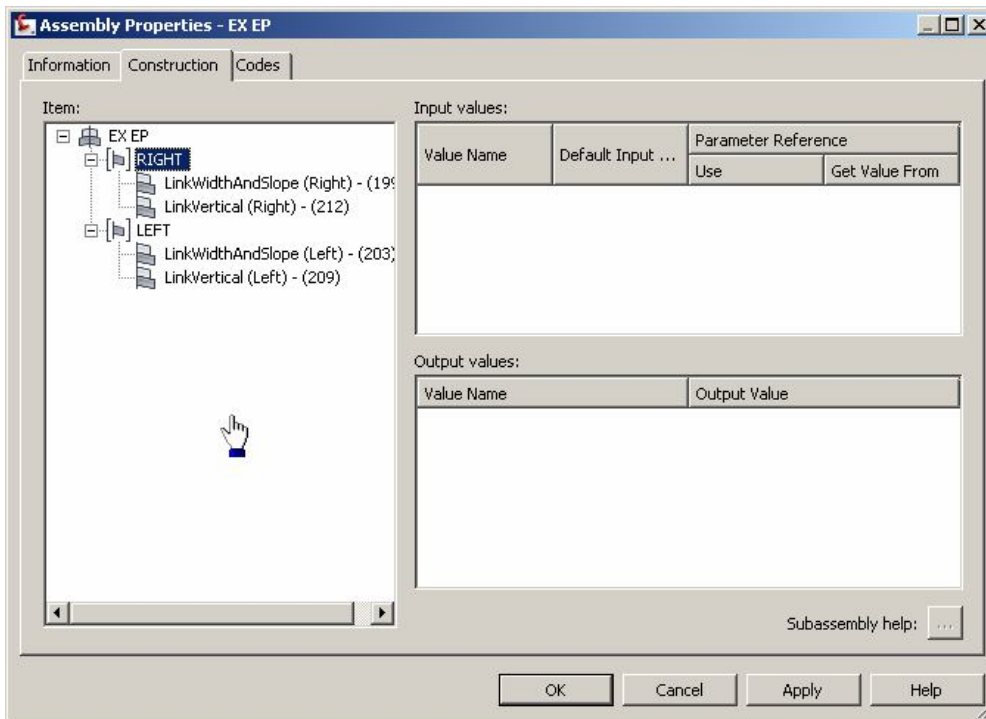 Assembly Properties - EX EP
Information Construction Codes
Item:
EX EP
RIGHT
LinkWidthAndSlope (Right) - (199
LinkVertical (Right) - (212)
LEFT
LinkWidthAndSlope (Left) - (203)
LinkVertical (Left) - (209)
Input values:
Value Name Default Input ... Parameter Reference
Use Get Value From
Output values:
Value Name Output Value
Subassembly help: ...
OK Cancel Apply Help